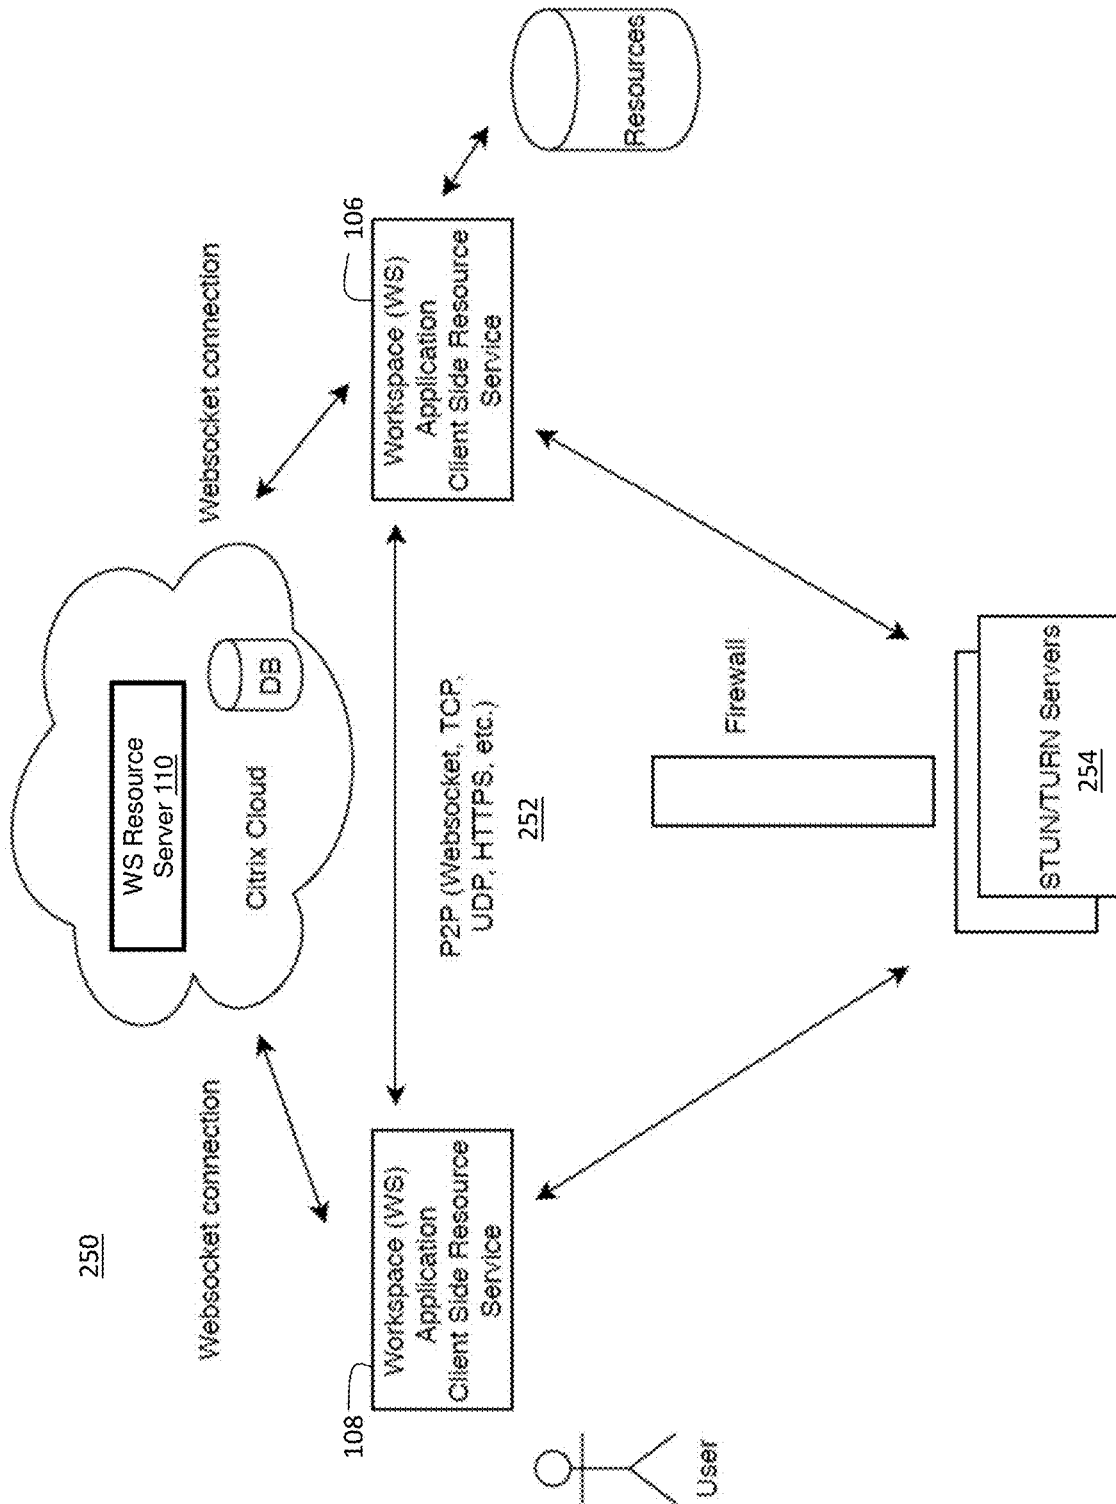 250
Websocket connection
Websocket connection
WS Resource
Server 110
Citrix Cloud
DB
108
Workspace (WS)
Application
Client Side Resource
Service
P2P (Websocket, TCP,
UDP, HTTPS, etc.)
252
106
Workspace (WS)
Application
Client Side Resource
Service
User
Resources
Firewall
STUN/TURN Servers
254